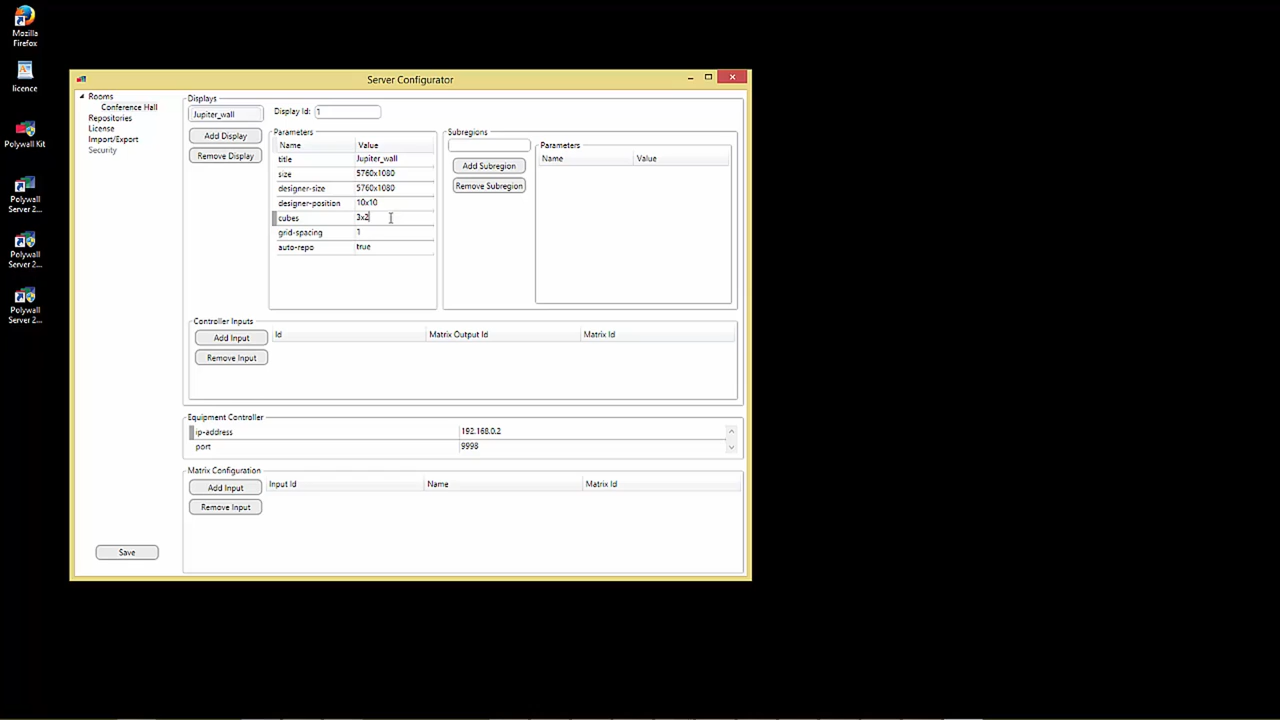 Mozilla
Firefox
licence
Polywall Kit
Polywall
Server 2...
Polywall
Server 2...
Polywall
Server 2...
Server Configurator
Rooms
Conference Hall
Repositories
License
Import/Export
Security
Save
Displays
Jupiter_wall
Display Id: 1
Add Display
Remove Display
Parameters
Name Value
title Jupiter_wall
size 5760x1080
designer-size 5760x1080
designer-position 10x10
cubes 3x2
grid-spacing 1
auto-repo true
Subregions
Add Subregion
Remove Subregion
Parameters
Name Value
Controller Inputs
Add Input
Remove Input
Id Matrix Output Id Matrix Id
Equipment Controller
ip-address 192.168.0.2
port 9998
Matrix Configuration
Add Input
Remove Input
Input Id Name Matrix Id